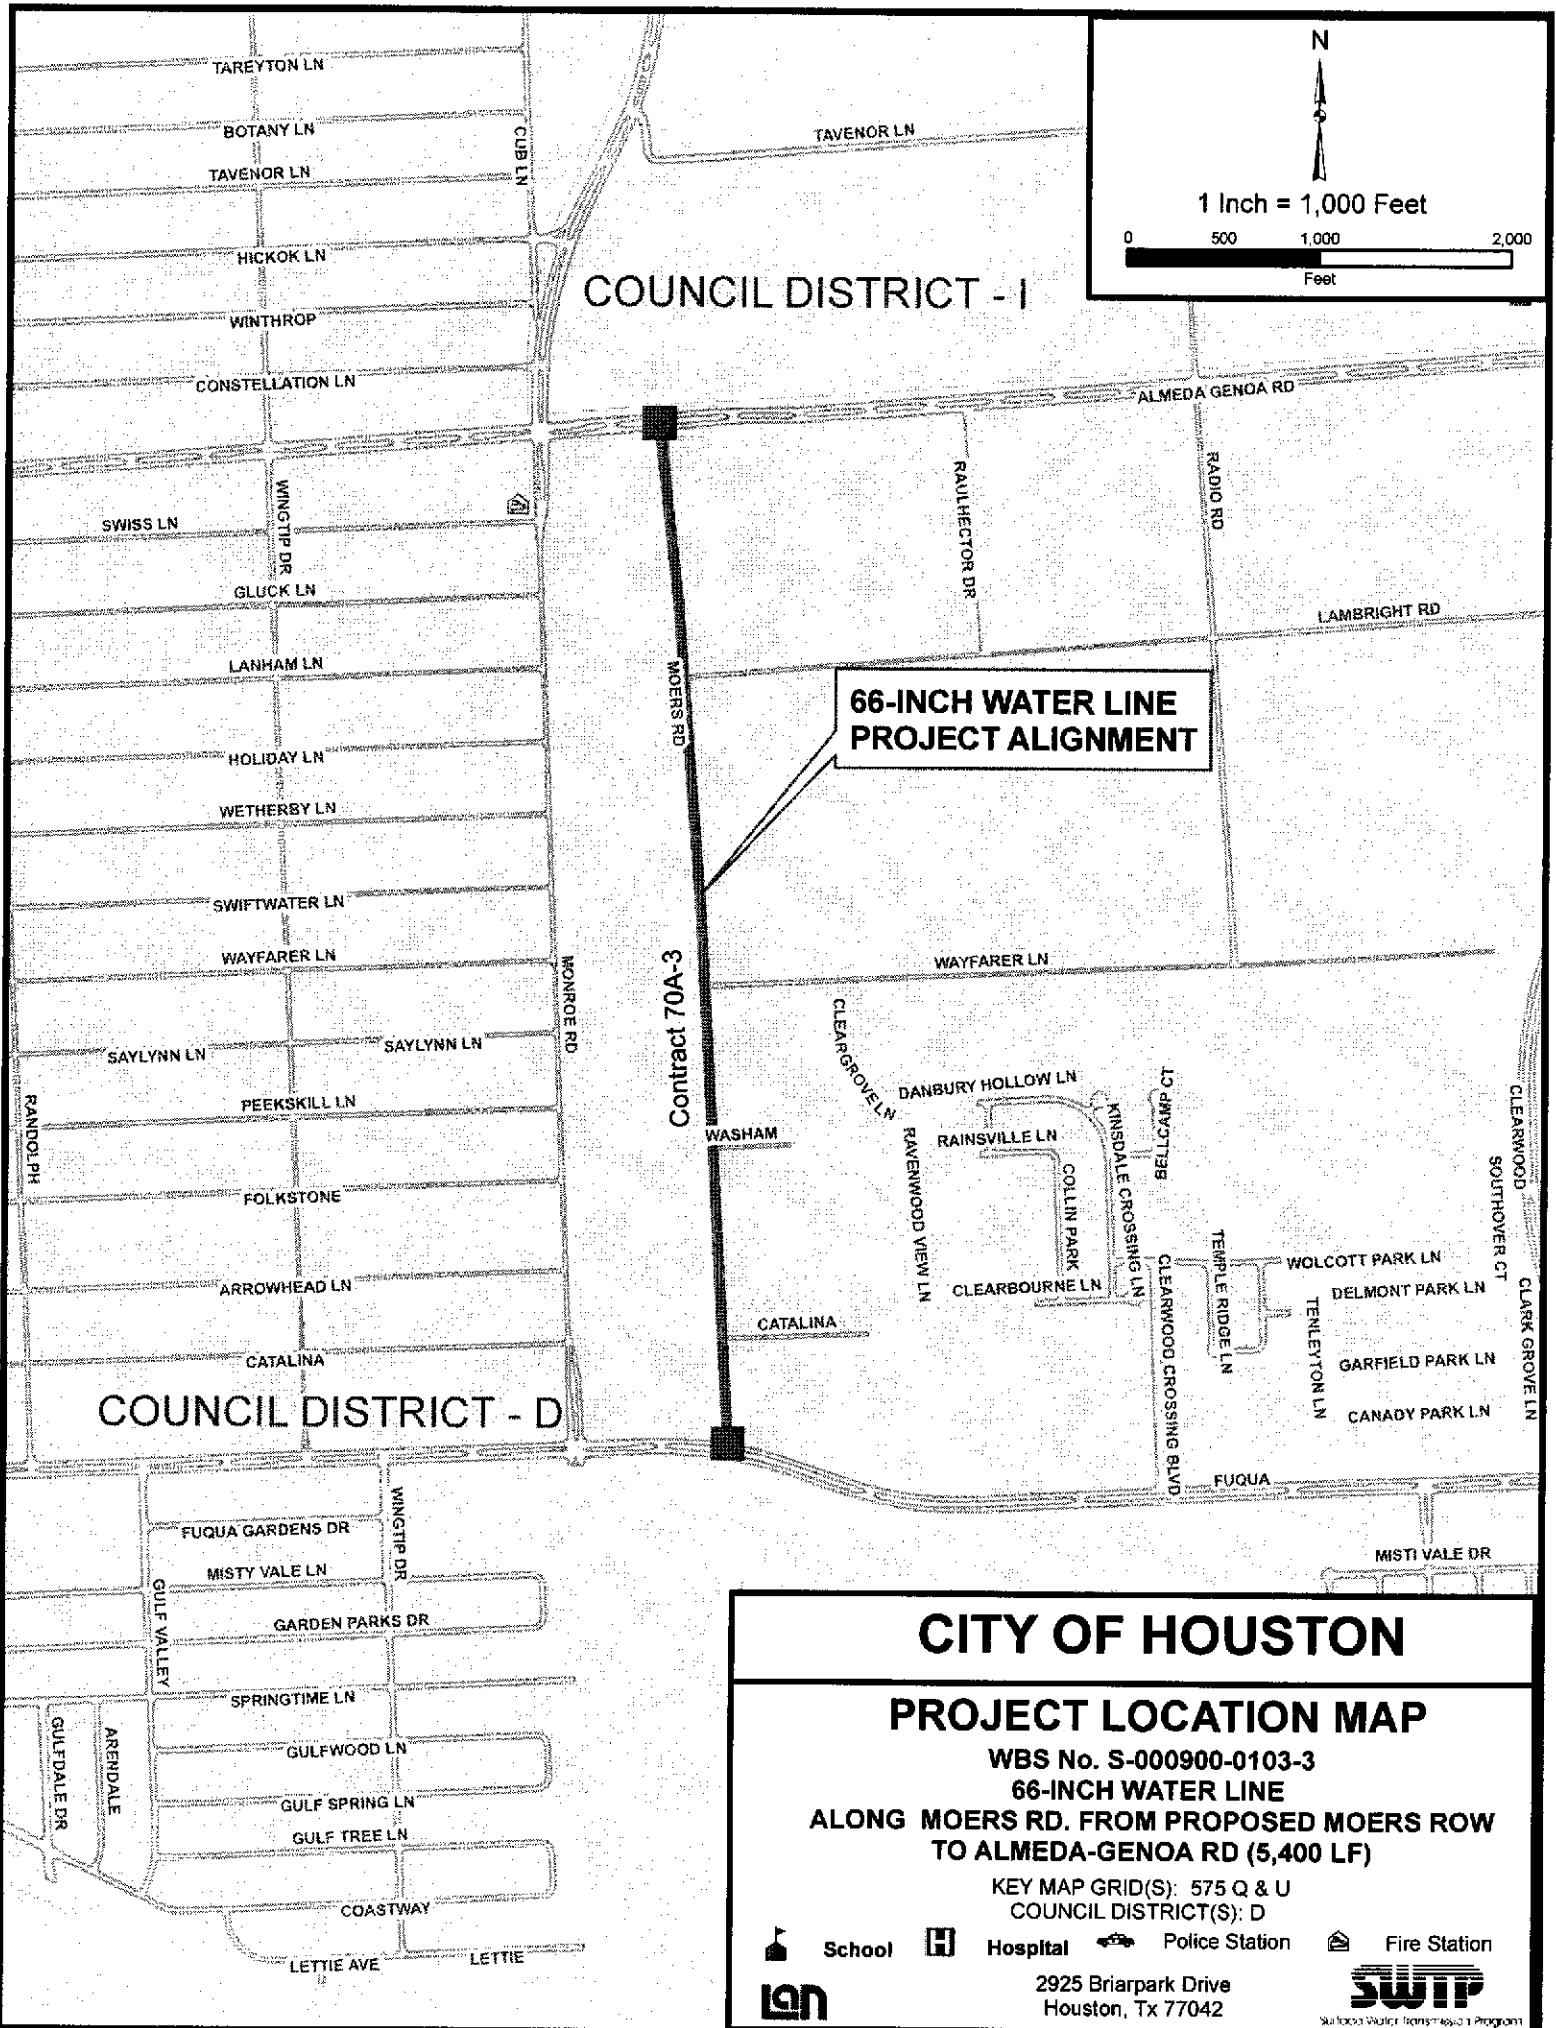 N
1 Inch = 1,000 Feet
0 500 1,000 2,000
Feet
TAREYTON LN
BOTANY LN
CUB LN
TAVENOR LN
TAVENOR LN
HICKOK LN
COUNCIL DISTRICT - I
WINTHROP
CONSTELLATION LN
ALMEDA GENOA RD
WINGTIP DR
SWISS LN
RAULHECTOR DR
RADIO RD
GLUCK LN
LAMBRIGHT RD
LANHAM LN
MOERS RD
66-INCH WATER LINE
PROJECT ALIGNMENT
HOLIDAY LN
WETHERBY LN
SWIFTWATER LN
WAYFARER LN
WAYFARER LN
MONROE RD
Contract 70A-3
CLEARGROVE LN
SAYLYNN LN
SAYLYNN LN
DANBURY HOLLOW LN
BELLCAMP CT
KINSDALE CROSSING LN
CLEARWOOD
RANDOLPH
PEEKSKILL LN
WASHAM
RAINSVILLE LN
RAVENWOOD VIEW LN
COLLIN PARK
SOUTHOVER CT
FOLKSTONE
TEMPLE RIDGE LN
WOLCOTT PARK LN
ARROWHEAD LN
CLEARBOURNE LN
CLEARWOOD CROSSING BLVD
DELMONT PARK LN
CLARK GROVE LN
CATALINA
TENLEYTON LN
CATALINA
GARFIELD PARK LN
COUNCIL DISTRICT - D
CANADY PARK LN
FUQUA
WINGTIP DR
FUQUA GARDENS DR
MISTI VALE DR
MISTY VALE LN
GULF VALLEY
GARDEN PARKS DR
SPRINGTIME LN
GULFDALE DR
ARENDALE
GULFWOOD LN
GULF SPRING LN
GULF TREE LN
COASTWAY
LETTIE AVE
LETTIE
CITY OF HOUSTON
PROJECT LOCATION MAP
WBS No. S-000900-0103-3
66-INCH WATER LINE
ALONG MOERS RD. FROM PROPOSED MOERS ROW
TO ALMEDA-GENOA RD (5,400 LF)
KEY MAP GRID(S): 575 Q & U
COUNCIL DISTRICT(S): D
School H Hospital Police Station Fire Station
lan
2925 Briarpark Drive
Houston, Tx 77042
SWTP
Surface Water Transmission Program